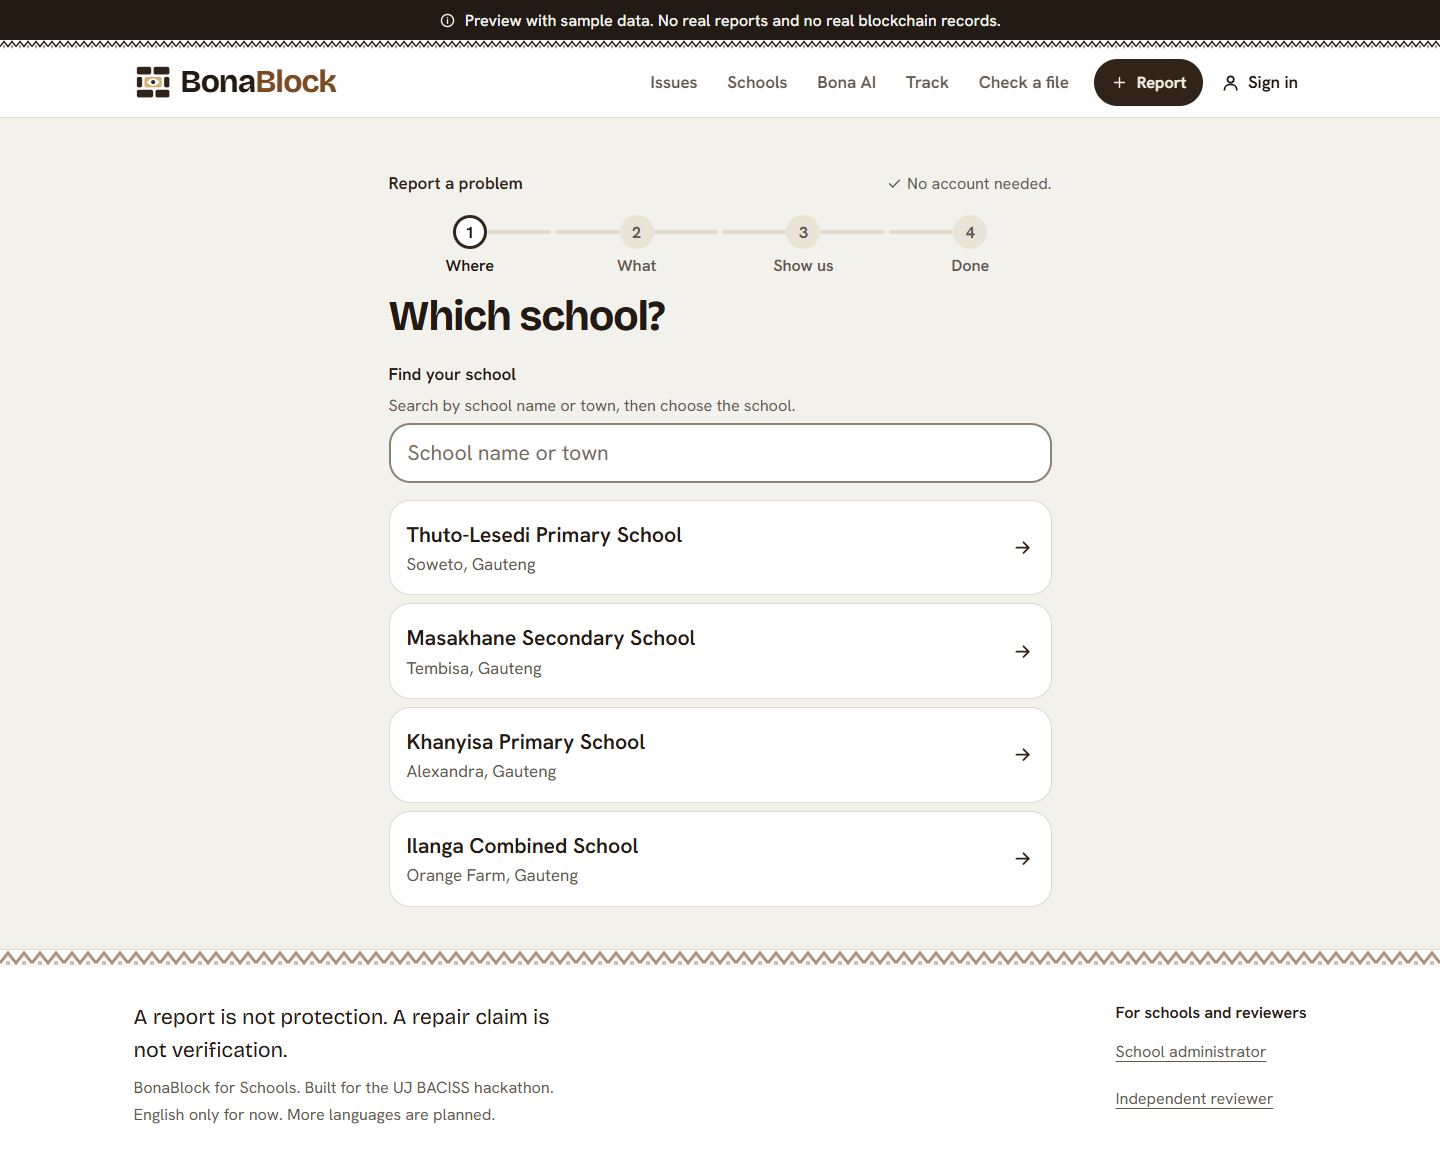 Preview with sample data. No real reports and no real blockchain records.
BonaBlock
Issues
Schools
Bona AI
Track
Check a file
Report
Sign in
Report a problem
No account needed.
1
2
3
4
Where
What
Show us
Done
Which school?
Find your school
Search by school name or town, then choose the school.
School name or town
Thuto-Lesedi Primary School
Soweto, Gauteng
Masakhane Secondary School
Tembisa, Gauteng
Khanyisa Primary School
Alexandra, Gauteng
Ilanga Combined School
Orange Farm, Gauteng
A report is not protection. A repair claim is
not verification.
BonaBlock for Schools. Built for the UJ BACISS hackathon.
English only for now. More languages are planned.
For schools and reviewers
School administrator
Independent reviewer